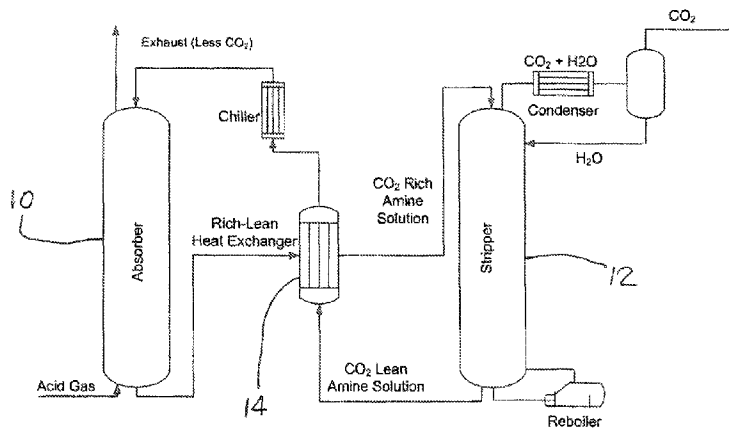 CO₂
Exhaust (Less CO₂)
CO₂ + H2O
Condenser
Chiller
H₂O
CO₂ Rich
Amine
Solution
10
Rich-Lean
Heat Exchanger
Absorber
Stripper
12
Acid Gas
14
CO₂ Lean
Amine Solution
Reboiler